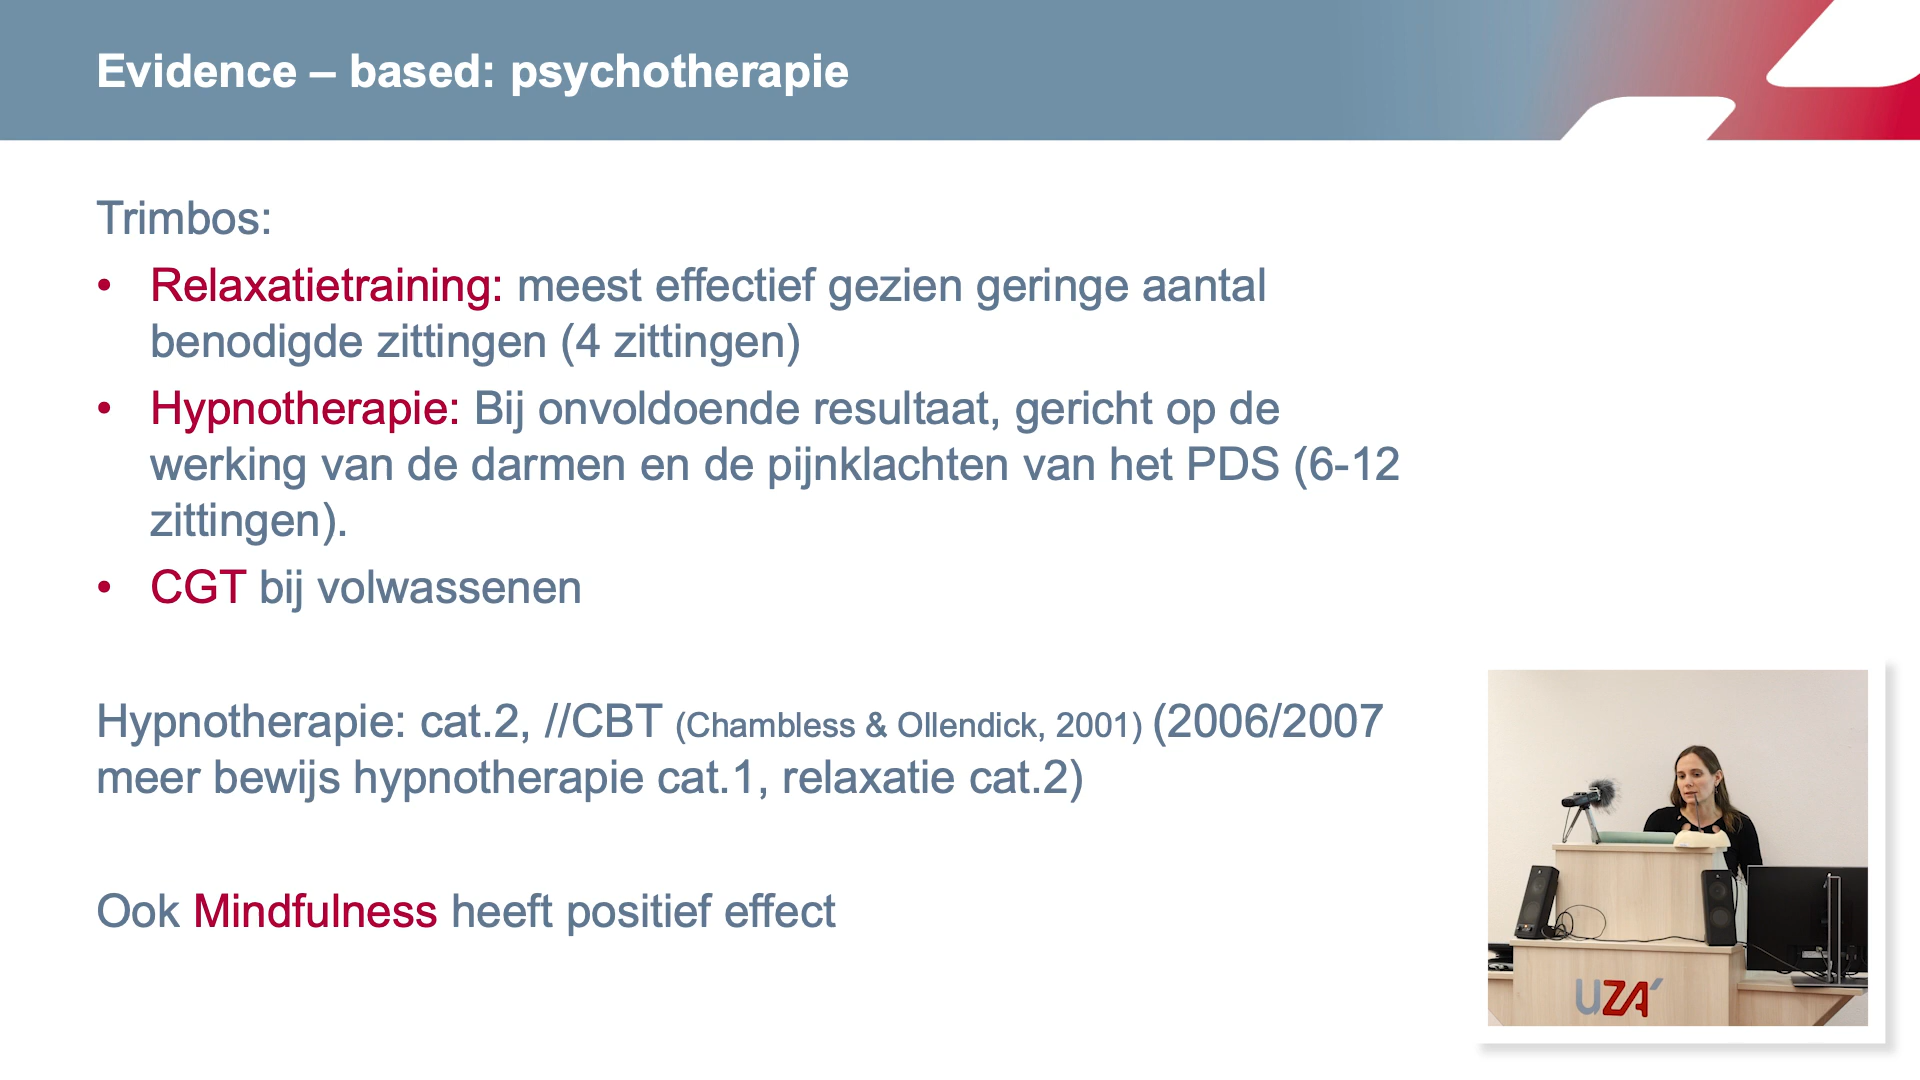 Evidence – based: psychotherapie
Trimbos:
• Relaxatietraining: meest effectief gezien geringe aantal
benodigde zittingen (4 zittingen)
• Hypnotherapie: Bij onvoldoende resultaat, gericht op de
werking van de darmen en de pijnklachten van het PDS (6-12
zittingen).
• CGT bij volwassenen
Hypnotherapie: cat.2, //CBT (Chambless & Ollendick, 2001) (2006/2007
meer bewijs hypnotherapie cat.1, relaxatie cat.2)
Ook Mindfulness heeft positief effect
UZA